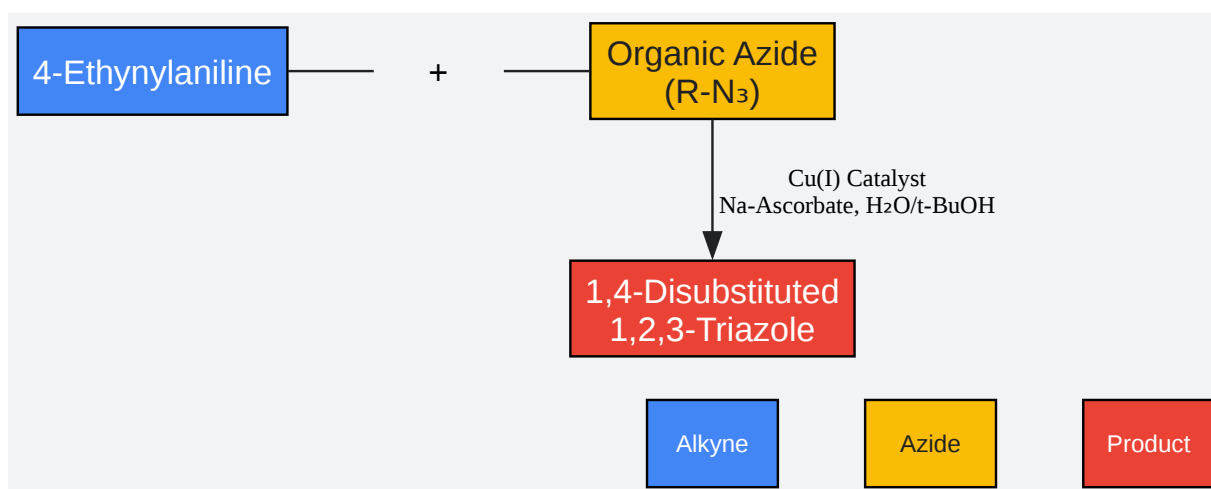 4-Ethynylaniline
+
Organic Azide
(R-N₃)
Cu(I) Catalyst
Na-Ascorbate, H₂O/t-BuOH
1,4-Disubstituted
1,2,3-Triazole
Alkyne
Azide
Product